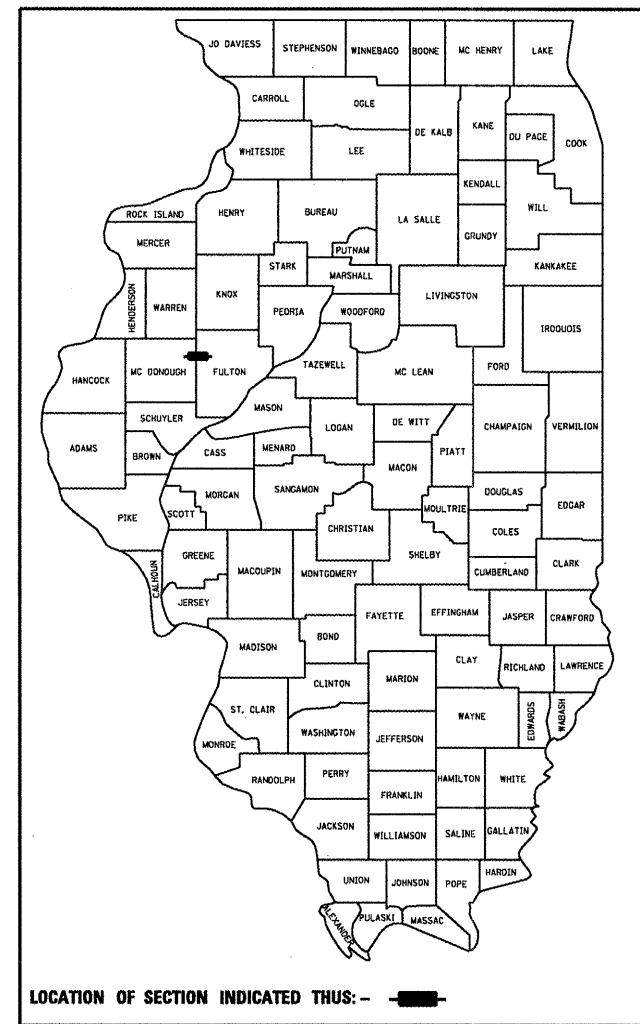 JO DAVIESS STEPHENSON WINNEBAGO BOONE MC HENRY LAKE
CARROLL OGLE DE KALB KANE DU PAGE COOK
WHITESIDE LEE
KENDALL
ROCK ISLAND HENRY BUREAU LA SALLE GRUNDY WILL
MERCER PUTNAM
STARK MARSHALL KANKAKEE
HENDERSON WARREN KNOX PEORIA WOODFORD LIVINGSTON IROQUOIS
HANCOCK MC DONOUGH FULTON TAZEWELL MC LEAN FORD
SCHUYLER MASON LOGAN DE WITT CHAMPAIGN VERMILION
ADAMS BROWN CASS MENARD MACON PIATT
PIKE SCOTT MORGAN SANGAMON CHRISTIAN MOULTRIE DOUGLAS EDGAR
COLES
CALHOUN GREENE MACOUPIN MONTGOMERY SHELBY CUMBERLAND CLARK
JERSEY FAYETTE EFFINGHAM JASPER CRAWFORD
MADISON BOND
CLINTON MARION CLAY RICHLAND LAWRENCE
ST. CLAIR WASHINGTON JEFFERSON WAYNE EDWARDS WABASH
MONROE
RANDOLPH PERRY FRANKLIN HAMILTON WHITE
JACKSON WILLIAMSON SALINE GALLATIN
UNION JOHNSON POPE HARDIN
ALEXANDER PULASKI MASSAC
LOCATION OF SECTION INDICATED THUS: -